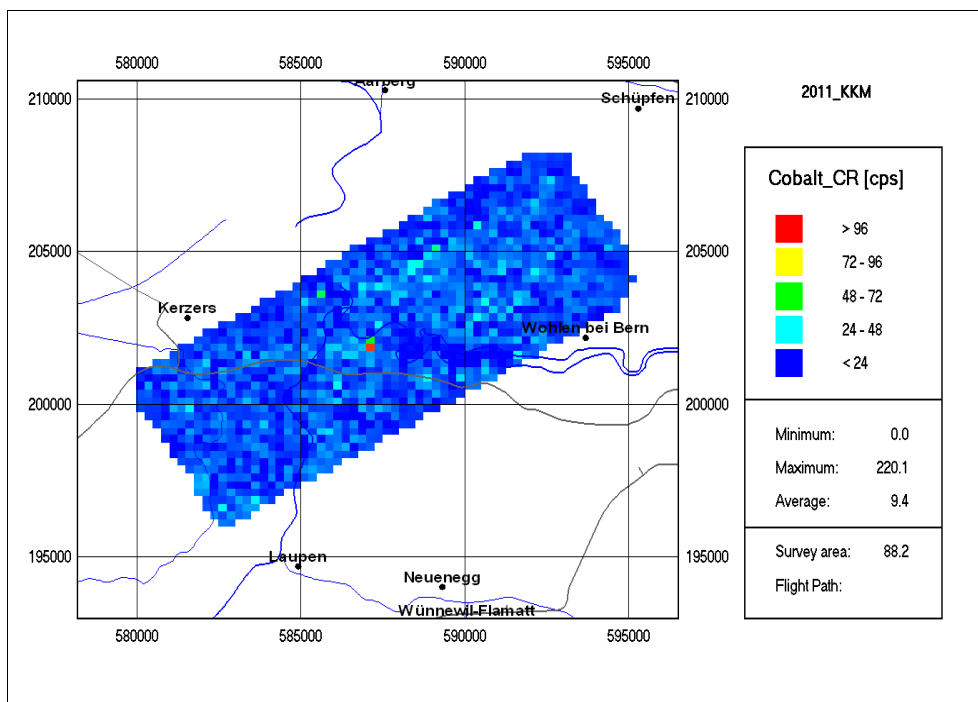 580000 585000 590000 595000
2011_KKM
210000 Aarberg Schüpfen 210000
Cobalt_CR [cps]
> 96
72 - 96
48 - 72
24 - 48
< 24
205000 205000
Kerzers
Wohlen bei Bern
200000 200000
Minimum: 0.0
Maximum: 220.1
Average: 9.4
195000 195000
Laupen
Neuenegg
Wünnewil-Flamatt
Survey area: 88.2
Flight Path:
580000 585000 590000 595000